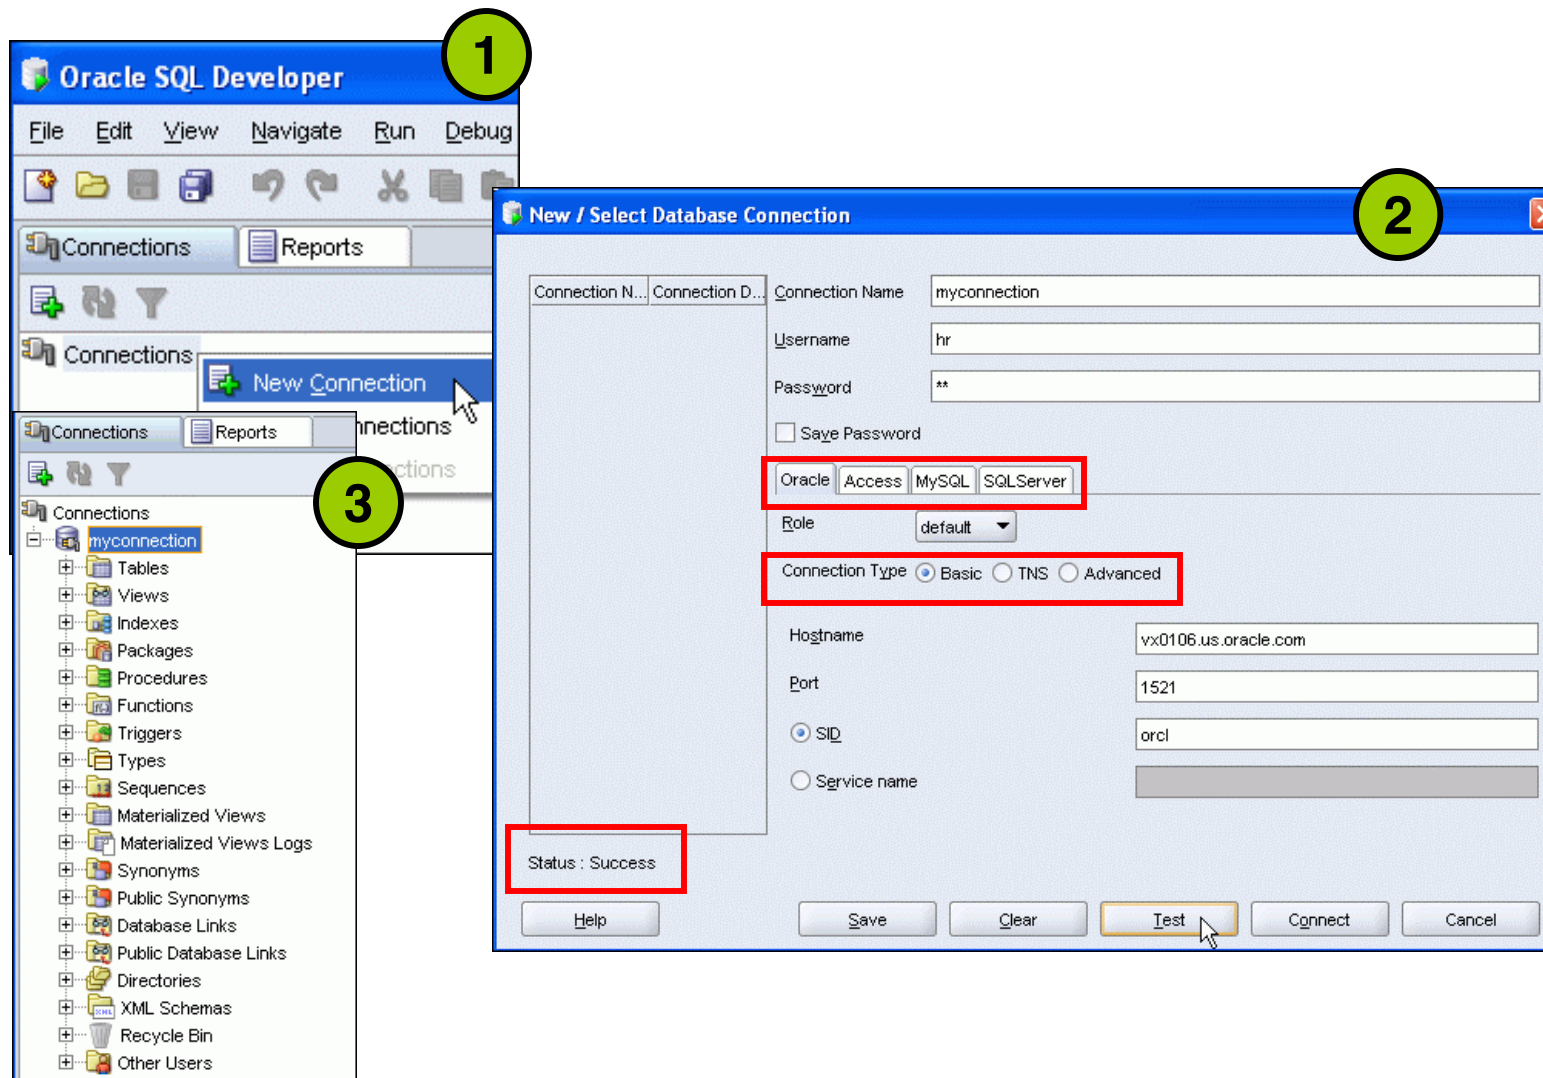 1
Oracle SQL Developer
File Edit View Navigate Run Debug
Connections Reports
Connections
New Connection
nnections
ctions
2
New / Select Database Connection
Connection N... Connection D...
Connection Name myconnection
Username hr
Password **
Save Password
Oracle Access MySQL SQLServer
Role default
Connection Type Basic TNS Advanced
Hostname vx0106.us.oracle.com
Port 1521
SID orcl
Service name
Status : Success
Help Save Clear Test Connect Cancel
3
Connections Reports
Connections
myconnection
Tables
Views
Indexes
Packages
Procedures
Functions
Triggers
Types
Sequences
Materialized Views
Materialized Views Logs
Synonyms
Public Synonyms
Database Links
Public Database Links
Directories
XML Schemas
Recycle Bin
Other Users